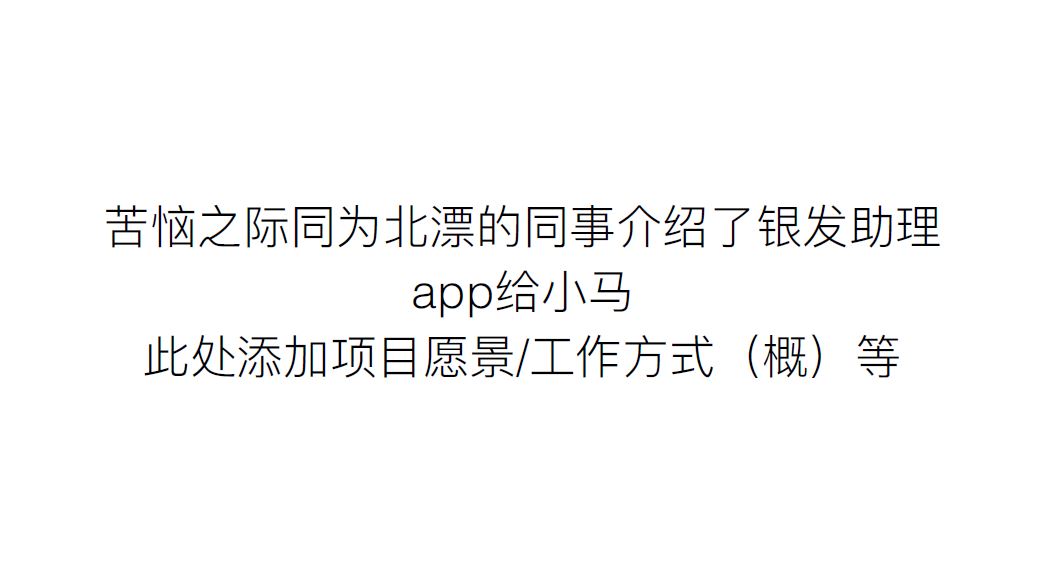 苦恼之际同为北漂的同事介绍了银发助理
app给小马
此处添加项目愿景/工作方式（概）等